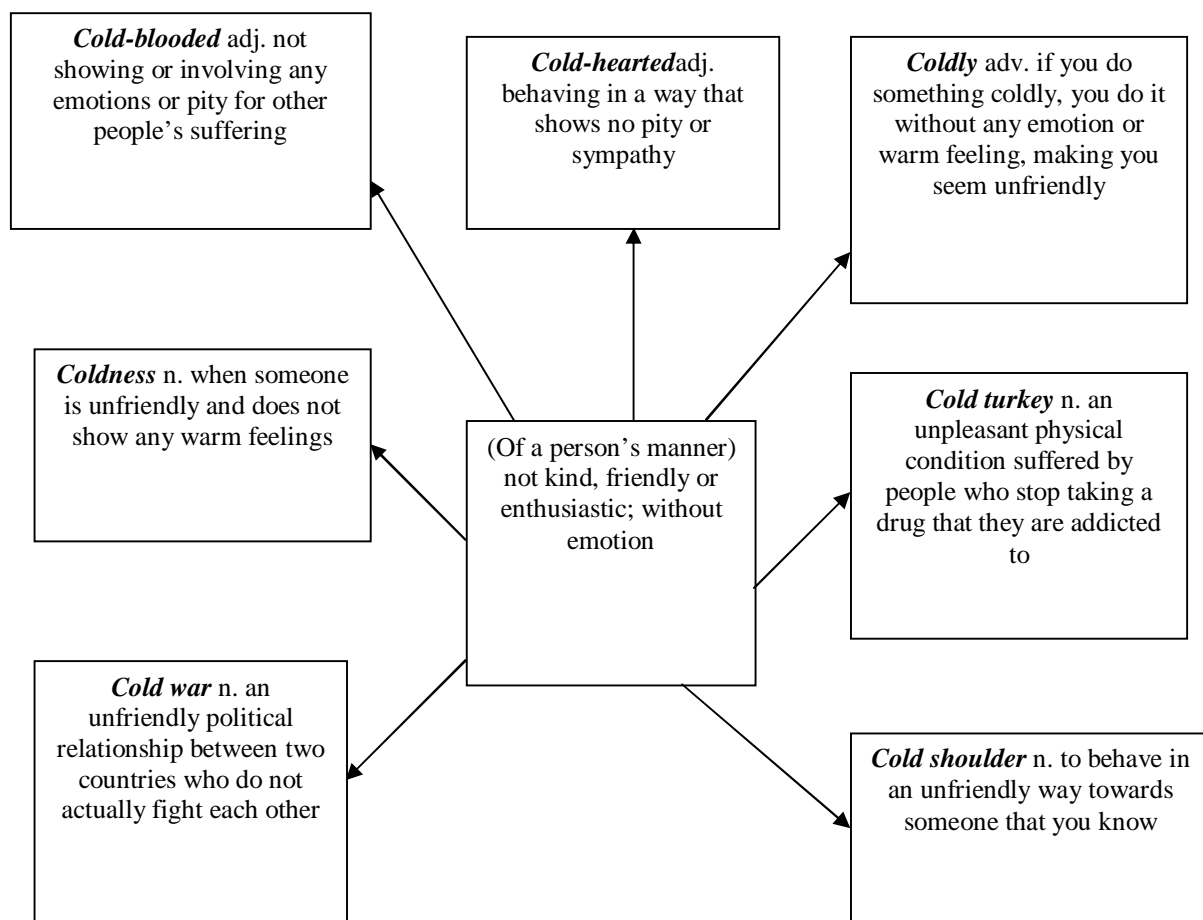 Cold-blooded adj. not
showing or involving any
emotions or pity for other
people’s suffering
Cold-heartedadj.
behaving in a way that
shows no pity or
sympathy
Coldly adv. if you do
something coldly, you do it
without any emotion or
warm feeling, making you
seem unfriendly
Coldness n. when someone
is unfriendly and does not
show any warm feelings
(Of a person’s manner)
not kind, friendly or
enthusiastic; without
emotion
Cold turkey n. an
unpleasant physical
condition suffered by
people who stop taking a
drug that they are addicted
to
Cold war n. an
unfriendly political
relationship between two
countries who do not
actually fight each other
Cold shoulder n. to behave in
an unfriendly way towards
someone that you know